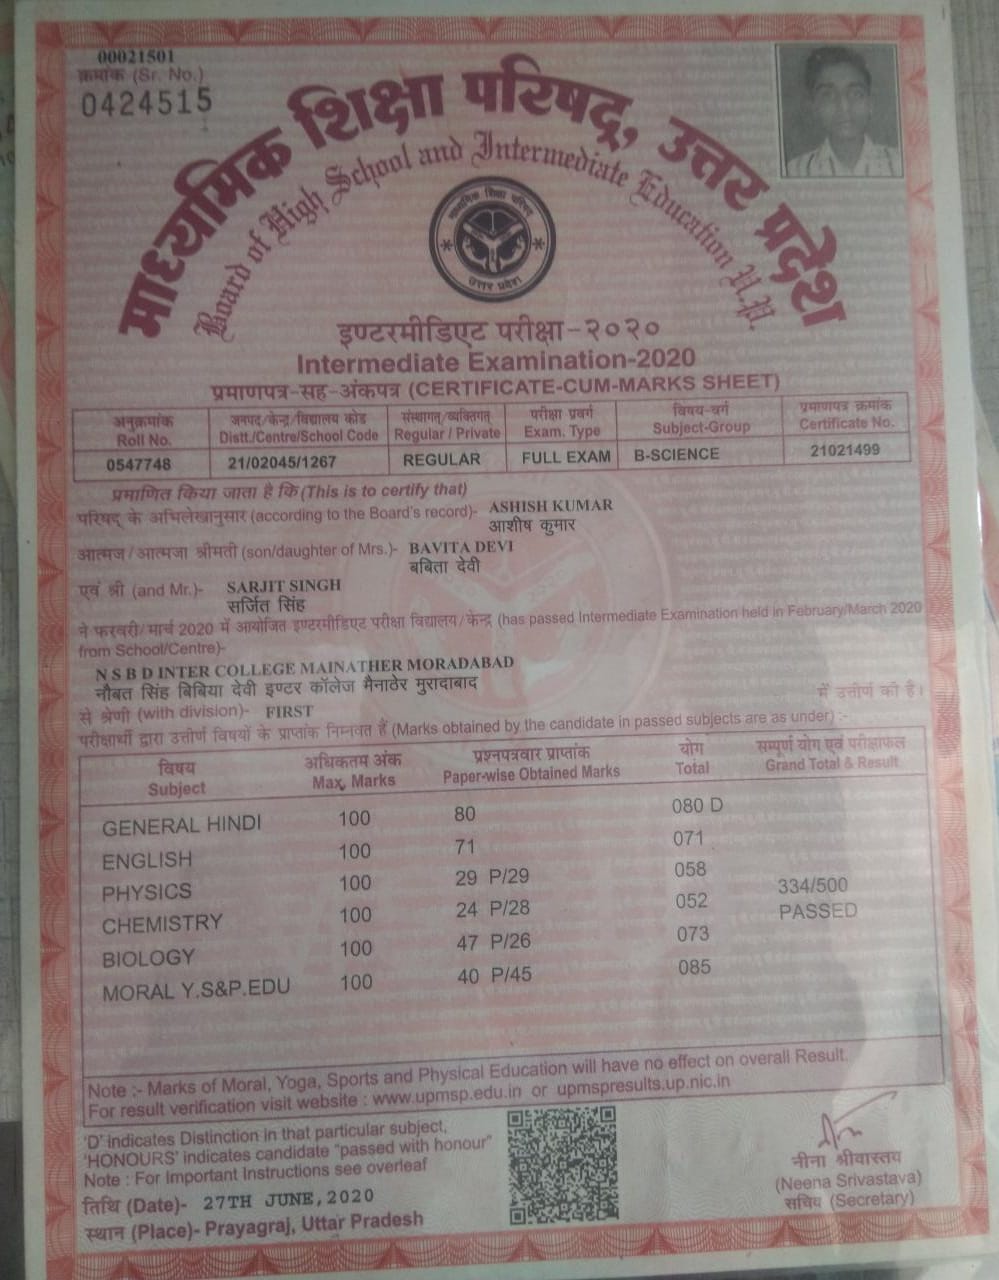 00021501
क्रमांक (Sr. No.)
0424515
माध्यमिक शिक्षा परिषद्, उत्तर प्रदेश
Board of High School and Intermediate Education U.P.
माध्यमिक शिक्षा परिषद
उत्तर प्रदेश
इण्टरमीडिएट परीक्षा-२०२०
Intermediate Examination-2020
प्रमाणपत्र-सह-अंकपत्र (CERTIFICATE-CUM-MARKS SHEET)
अनुक्रमांक जनपद/केन्द्र/विद्यालय कोड संस्थागत/व्यक्तिगत परीक्षा प्रवर्ग विषय-वर्ग प्रमाणपत्र क्रमांक
Roll No. Distt./Centre/School Code Regular / Private Exam. Type Subject-Group Certificate No.
0547748 21/02045/1267 REGULAR FULL EXAM B-SCIENCE 21021499
प्रमाणित किया जाता है कि (This is to certify that)
परिषद् के अभिलेखानुसार (according to the Board's record)- ASHISH KUMAR
आशीष कुमार
आत्मज/आत्मजा श्रीमती (son/daughter of Mrs.)- BAVITA DEVI
बबिता देवी
एवं श्री (and Mr.)- SARJIT SINGH
सर्जित सिंह
ने फरवरी/मार्च 2020 में आयोजित इण्टरमीडिएट परीक्षा विद्यालय/केन्द्र (has passed Intermediate Examination held in February/March 2020
from School/Centre)-
N S B D INTER COLLEGE MAINATHER MORADABAD
नौबत सिंह बिबिया देवी इण्टर कॉलेज मैनाठेर मुरादाबाद
में उत्तीर्ण की है।
से श्रेणी (with division)- FIRST
परीक्षार्थी द्वारा उत्तीर्ण विषयों के प्राप्तांक निम्नवत हैं (Marks obtained by the candidate in passed subjects are as under) :-
विषय अधिकतम अंक प्रश्नपत्रवार प्राप्तांक योग सम्पूर्ण योग एवं परीक्षाफल
Subject Max. Marks Paper-wise Obtained Marks Total Grand Total & Result
GENERAL HINDI 100 80 080 D
ENGLISH 100 71 071
PHYSICS 100 29 P/29 058 334/500
CHEMISTRY 100 24 P/28 052 PASSED
BIOLOGY 100 47 P/26 073
MORAL Y.S&P.EDU 100 40 P/45 085
Note :- Marks of Moral, Yoga, Sports and Physical Education will have no effect on overall Result.
For result verification visit website : www.upmsp.edu.in or upmspresults.up.nic.in
'D' indicates Distinction in that particular subject,
'HONOURS' indicates candidate "passed with honour"
Note : For Important Instructions see overleaf
तिथि (Date)- 27TH JUNE,2020
स्थान (Place)- Prayagraj, Uttar Pradesh
नीना श्रीवास्तव
(Neena Srivastava)
सचिव (Secretary)